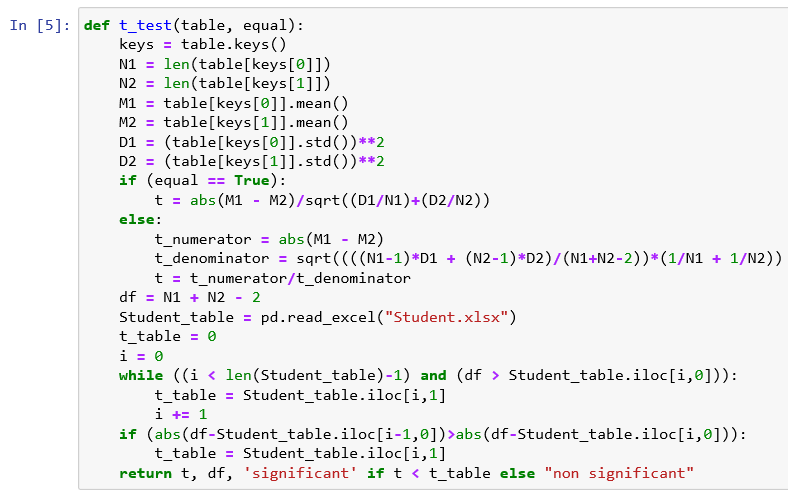 In [5]: def t_test(table, equal):
    keys = table.keys()
    N1 = len(table[keys[0]])
    N2 = len(table[keys[1]])
    M1 = table[keys[0]].mean()
    M2 = table[keys[1]].mean()
    D1 = (table[keys[0]].std())**2
    D2 = (table[keys[1]].std())**2
    if (equal == True):
        t = abs(M1 - M2)/sqrt((D1/N1)+(D2/N2))
    else:
        t_numerator = abs(M1 - M2)
        t_denominator = sqrt((((N1-1)*D1 + (N2-1)*D2)/(N1+N2-2))*(1/N1 + 1/N2))
        t = t_numerator/t_denominator
    df = N1 + N2 - 2
    Student_table = pd.read_excel("Student.xlsx")
    t_table = 0
    i = 0
    while ((i < len(Student_table)-1) and (df > Student_table.iloc[i,0])):
        t_table = Student_table.iloc[i,1]
        i += 1
    if (abs(df-Student_table.iloc[i-1,0])>abs(df-Student_table.iloc[i,0])):
        t_table = Student_table.iloc[i,1]
    return t, df, 'significant' if t < t_table else "non significant"